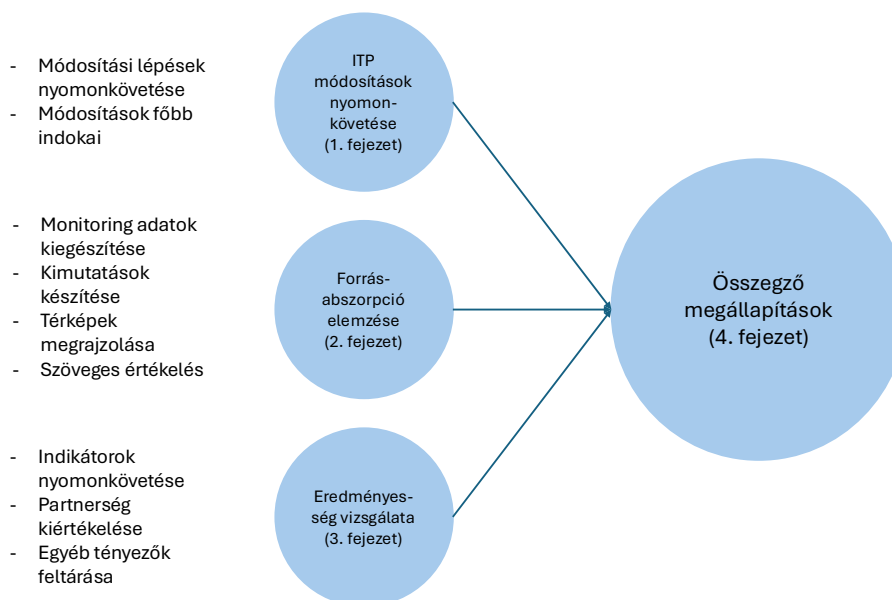 - Módosítási lépések
nyomonkövetése
- Módosítások főbb
indokai
ITP
módosítások
nyomon-
követése
(1. fejezet)
- Monitoring adatok
kiegészítése
- Kimutatások
készítése
- Térképek
megrajzolása
- Szöveges értékelés
Forrás-
abszorpció
elemzése
(2. fejezet)
- Indikátorok
nyomonkövetése
- Partnerség
kiértékelése
- Egyéb tényezők
feltárása
Eredményes-
ség vizsgálata
(3. fejezet)
Összegző
megállapítások
(4. fejezet)